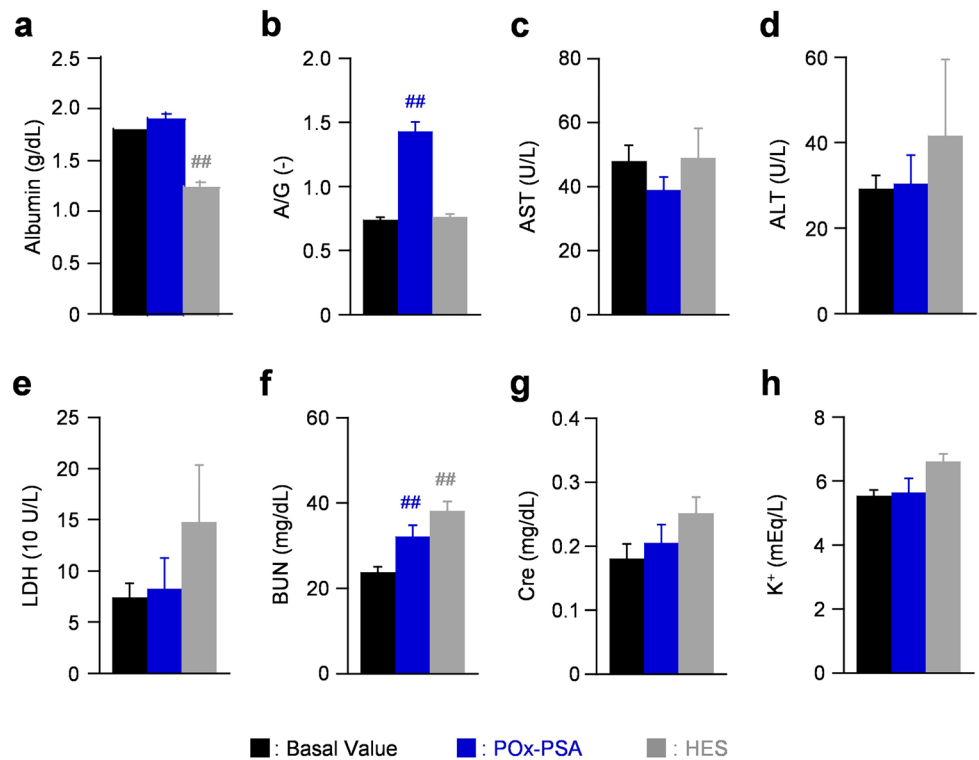 a
2.5
2.0
1.5
1.0
0.5
0
Albumin (g/dL)
##
b
2.0
1.5
1.0
0.5
0
A/G (-)
##
c
80
60
40
20
0
AST (U/L)
d
60
40
20
0
ALT (U/L)
e
25
20
15
10
5
0
LDH (10 U/L)
f
60
40
20
0
BUN (mg/dL)
##
##
g
0.4
0.3
0.2
0.1
0
Cre (mg/dL)
h
8
6
4
2
0
K⁺ (mEq/L)
: Basal Value : POx-PSA : HES